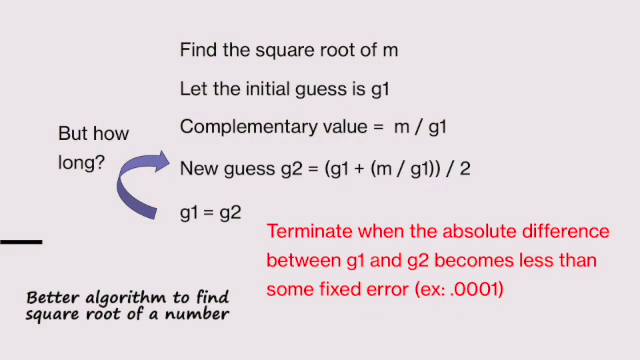 Find the square root of m
Let the initial guess is g1
Complementary value = m / g1
But how
long?
New guess g2 = (g1 + (m / g1)) / 2
g1 = g2
Terminate when the absolute difference
between g1 and g2 becomes less than
some fixed error (ex: .0001)
Better algorithm to find
square root of a number